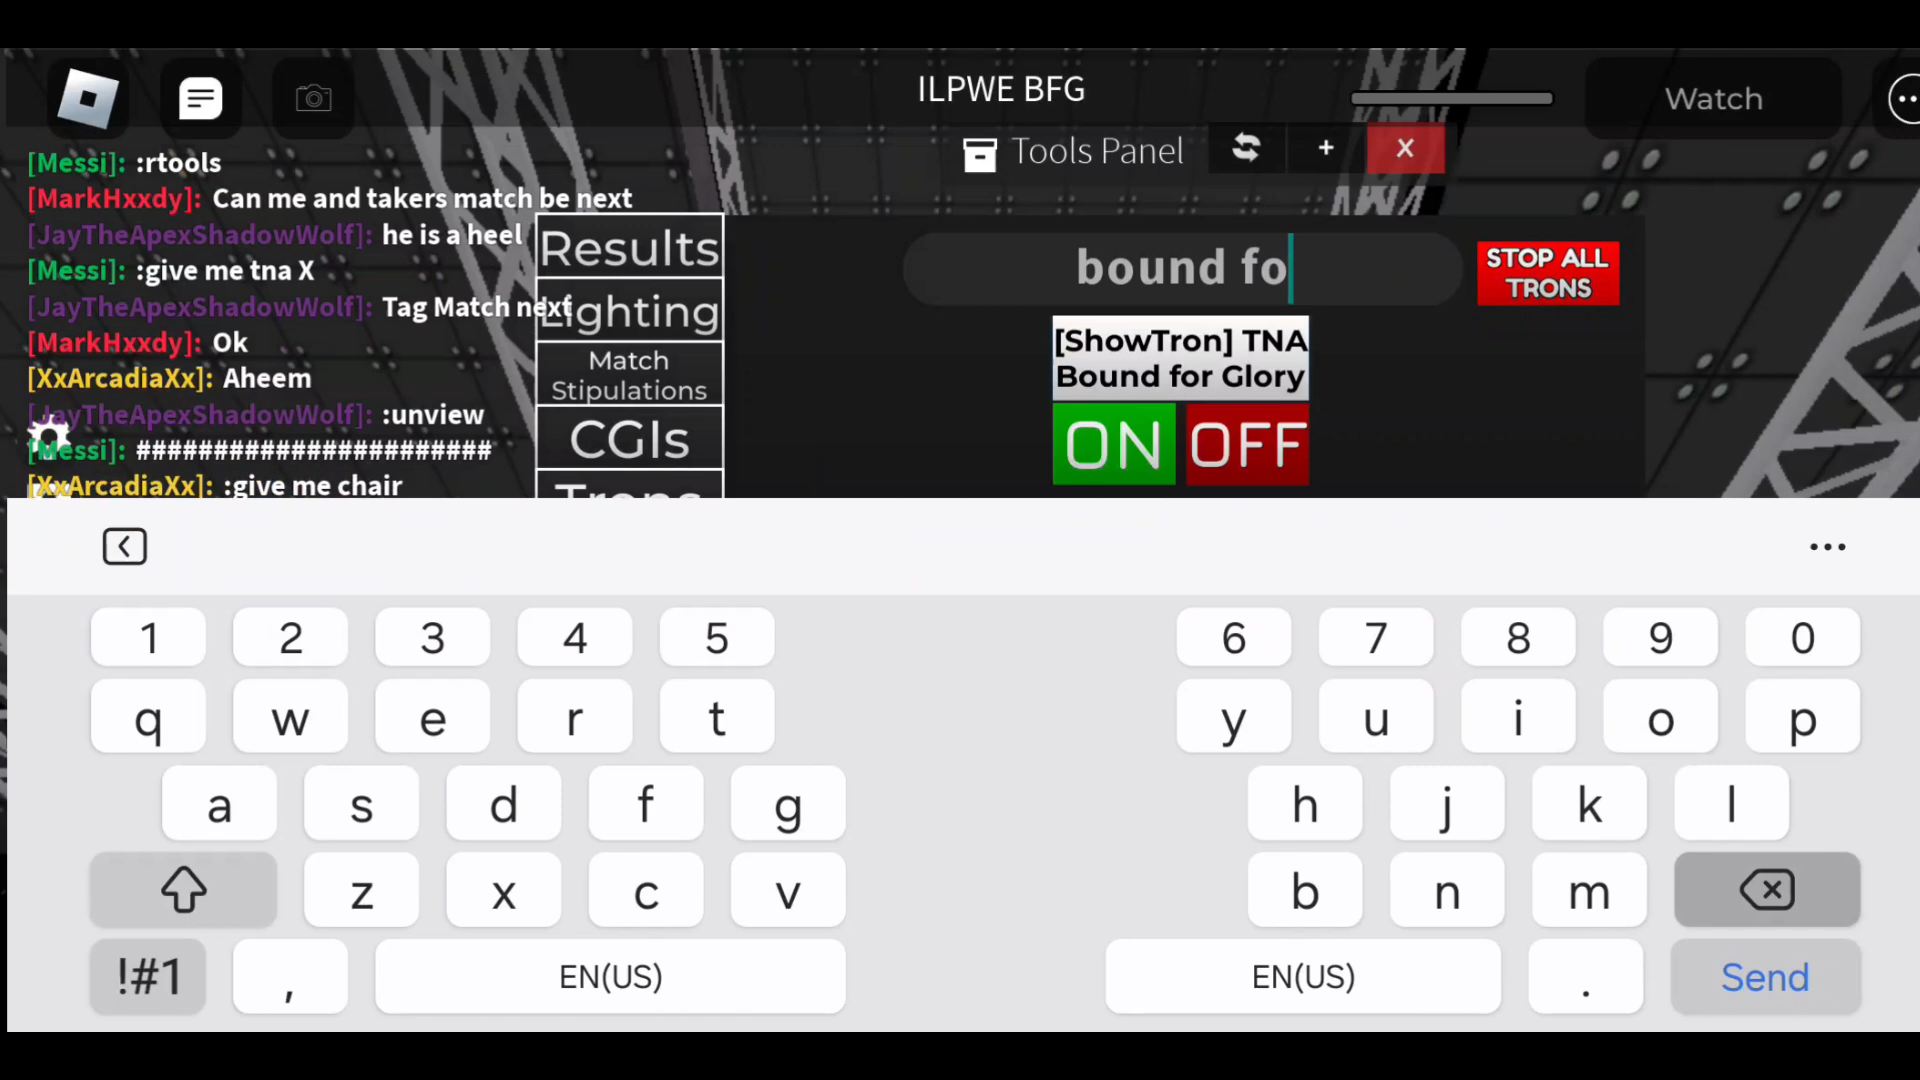 ILPWE BFG
Watch
Tools Panel
+
X
[Messi]: :rtools
[MarkHxxdy]: Can me and takers match be next
[JayTheApexShadowWolf]: he is a heel
[Messi]: :give me tna X
[JayTheApexShadowWolf]: Tag Match next
[MarkHxxdy]: Ok
[XxArcadiaXx]: Aheem
[JayTheApexShadowWolf]: :unview
[Messi]: #######################
[XxArcadiaXx]: :give me chair
Results
Lighting
Match
Stipulations
CGIs
Trons
bound fo
STOP ALL
TRONS
[ShowTron] TNA
Bound for Glory
ON OFF
1 2 3 4 5 6 7 8 9 0
q w e r t y u i o p
a s d f g h j k l
z x c v b n m
!#1 , EN(US) EN(US) . Send